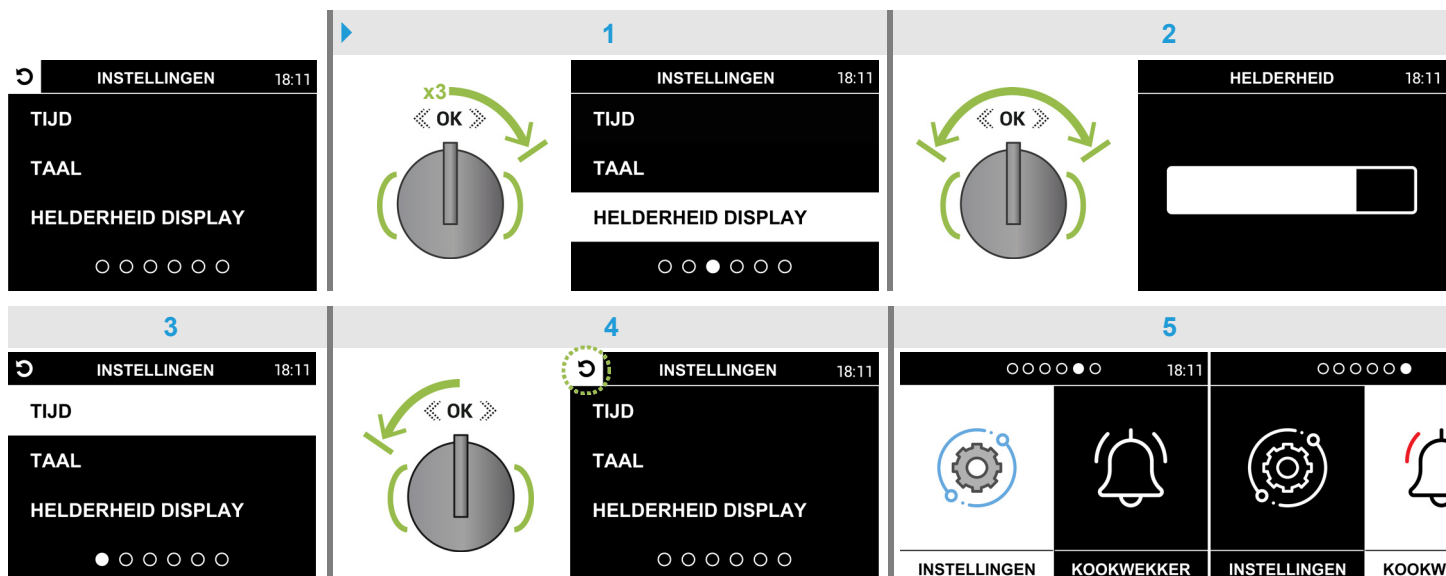 1
2
INSTELLINGEN 18:11
TIJD
TAAL
HELDERHEID DISPLAY
x3
OK
INSTELLINGEN 18:11
TIJD
TAAL
HELDERHEID DISPLAY
OK
HELDERHEID 18:11
3
4
5
INSTELLINGEN 18:11
TIJD
TAAL
HELDERHEID DISPLAY
OK
INSTELLINGEN 18:11
TIJD
TAAL
HELDERHEID DISPLAY
18:11
INSTELLINGEN
KOOKWEKKER
INSTELLINGEN
KOOKW